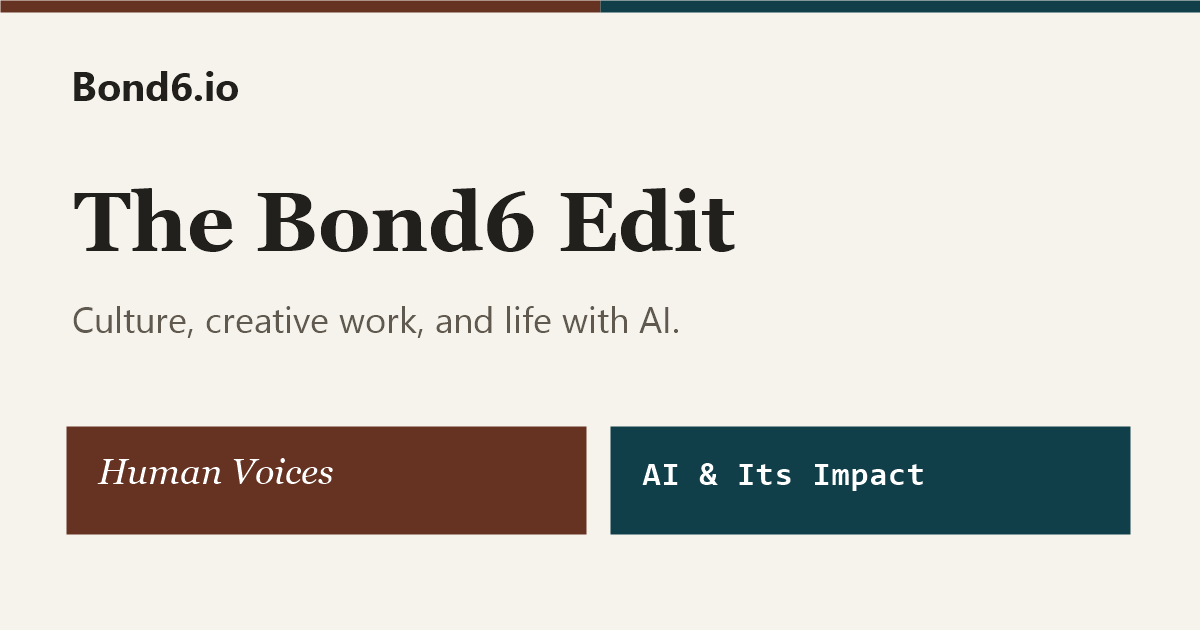 Bond6.io
The Bond6 Edit
Culture, creative work, and life with AI.
Human Voices
AI & Its Impact